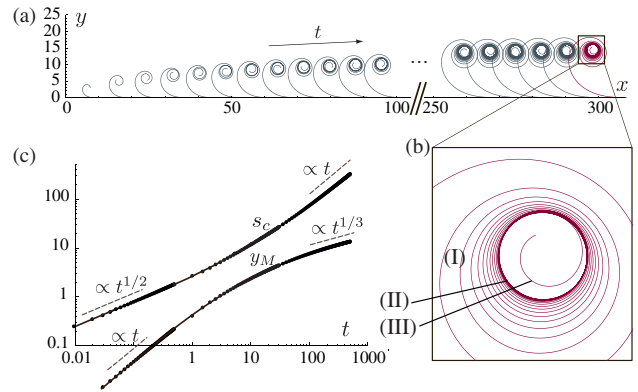 (a)
y
25
20
15
10
5
0
t
...
x
0
50
100
250
300
(c)
(b)
100
10
1
0.1
∝ t
s_c
∝ t^{1/3}
y_M
∝ t^{1/2}
∝ t
t
0.01
0.1
1
10
100
1000
(I)
(II)
(III)